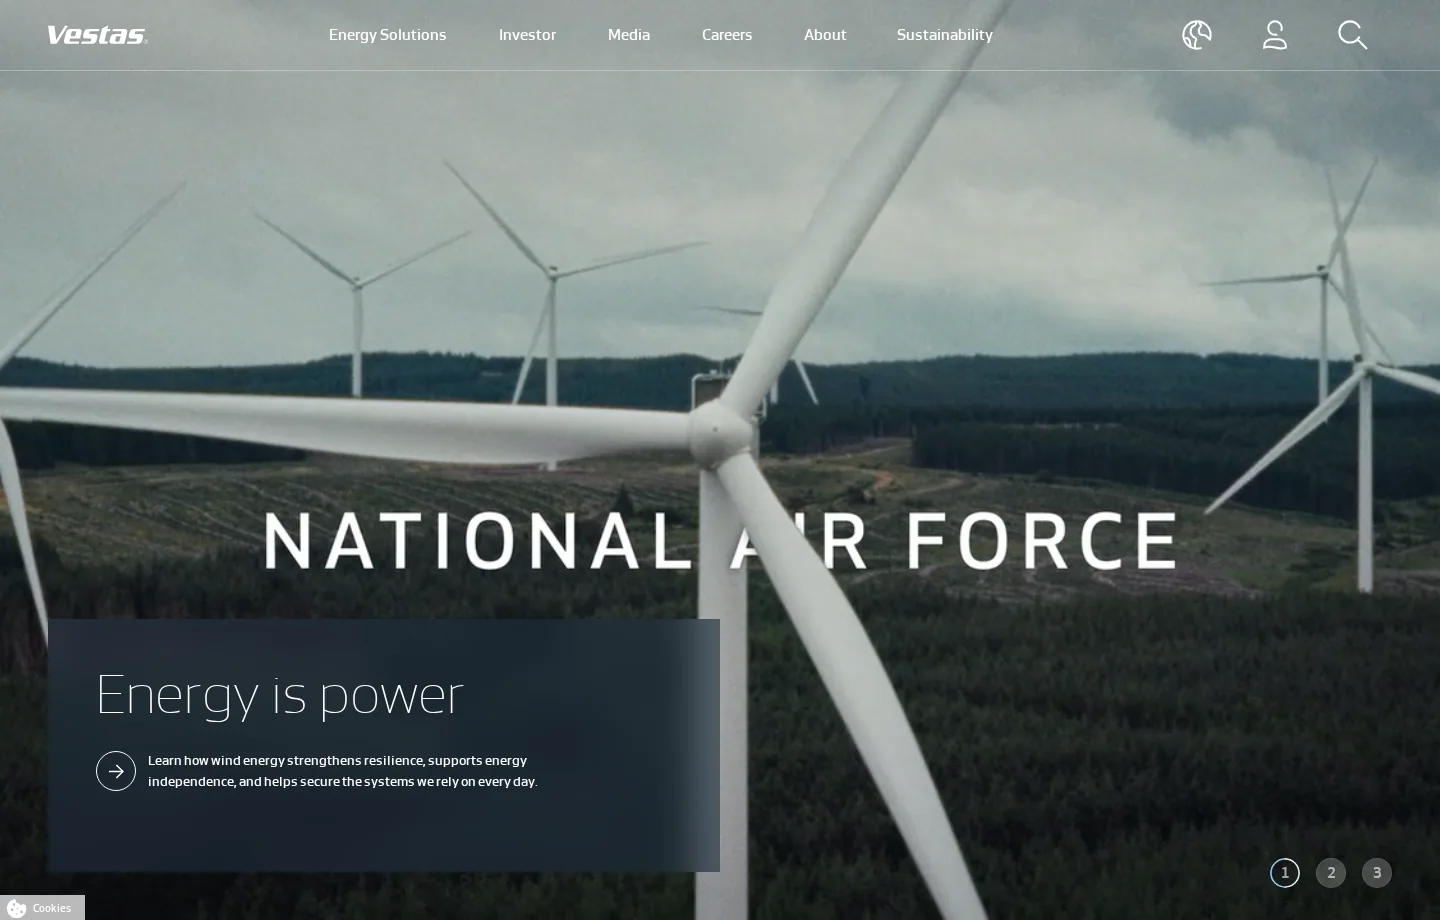 Vestas
Energy Solutions
Investor
Media
Careers
About
Sustainability
NATIONAL AIR FORCE
Energy is power
Learn how wind energy strengthens resilience, supports energy
independence, and helps secure the systems we rely on every day.
1
2
3
Cookies